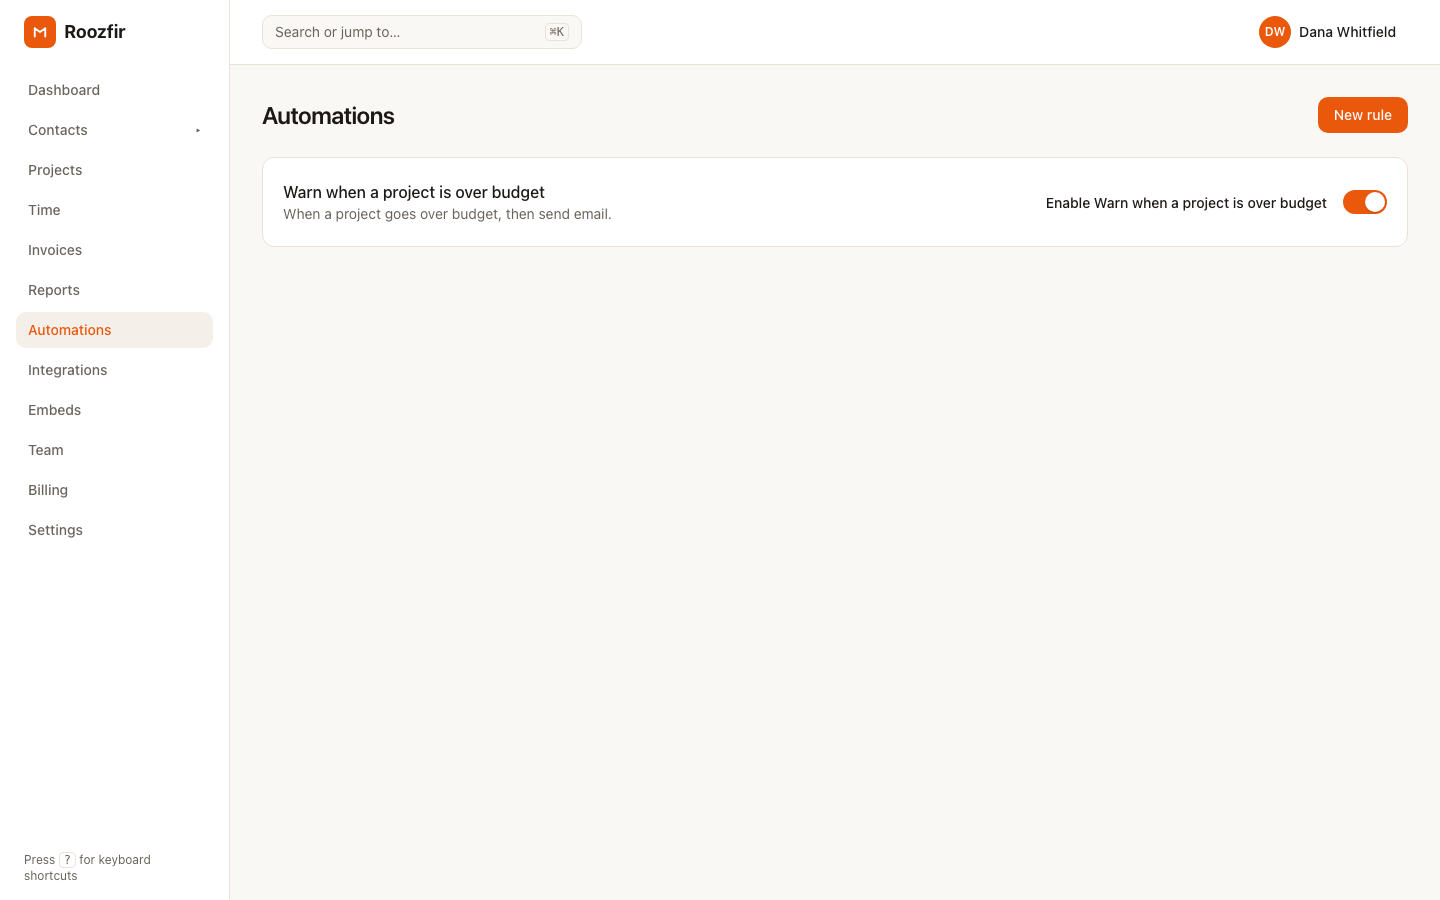 Roozfir
Search or jump to...
⌘K
DW
Dana Whitfield
Dashboard
Contacts
Projects
Time
Invoices
Reports
Automations
Integrations
Embeds
Team
Billing
Settings
Press ? for keyboard
shortcuts
Automations
New rule
Warn when a project is over budget
When a project goes over budget, then send email.
Enable Warn when a project is over budget